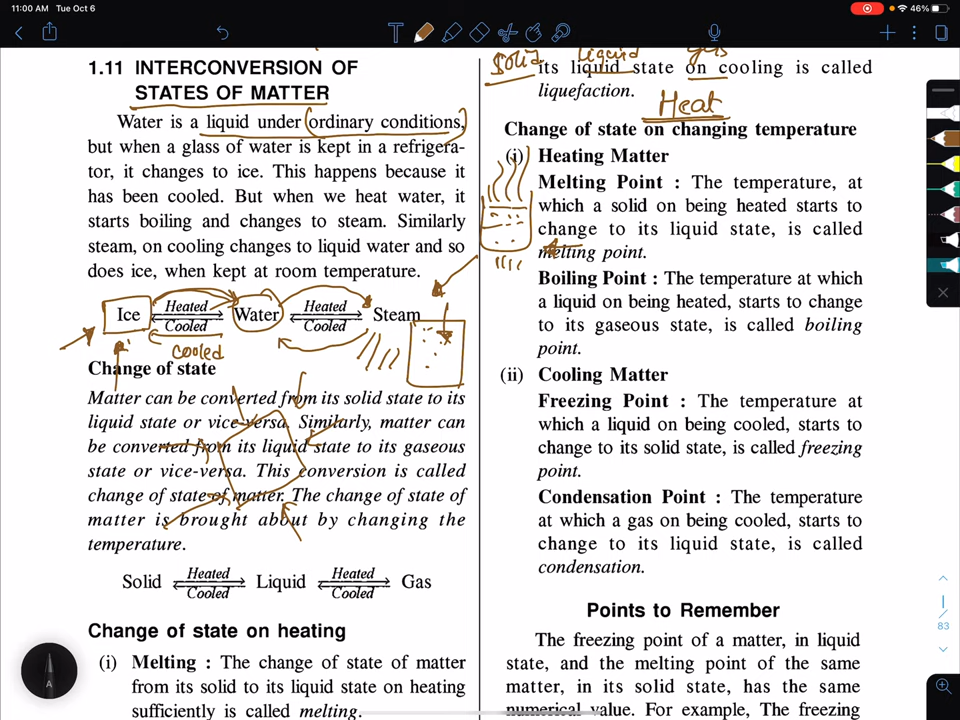 11:00 AM Tue Oct 6
46%
1.11 INTERCONVERSION OF
STATES OF MATTER
Water is a liquid under ordinary conditions,
but when a glass of water is kept in a refrigera-
tor, it changes to ice. This happens because it
has been cooled. But when we heat water, it
starts boiling and changes to steam. Similarly
steam, on cooling changes to liquid water and so
does ice, when kept at room temperature.
Ice Heated Water Heated Steam
Cooled Cooled
cooled
Change of state
Matter can be converted from its solid state to its
liquid state or vice-versa. Similarly, matter can
be converted from its liquid state to its gaseous
state or vice-versa. This conversion is called
change of state of matter. The change of state of
matter is brought about by changing the
temperature.
Solid Heated Liquid Heated Gas
Cooled Cooled
Change of state on heating
(i) Melting : The change of state of matter
from its solid to its liquid state on heating
sufficiently is called melting.
Solid Liquid gas
its liquid state on cooling is called
liquefaction.
Heat
Change of state on changing temperature
(i) Heating Matter
Melting Point : The temperature, at
which a solid on being heated starts to
change to its liquid state, is called
melting point.
Boiling Point : The temperature at which
a liquid on being heated, starts to change
to its gaseous state, is called boiling
point.
(ii) Cooling Matter
Freezing Point : The temperature at
which a liquid on being cooled, starts to
change to its solid state, is called freezing
point.
Condensation Point : The temperature
at which a gas on being cooled, starts to
change to its liquid state, is called
condensation.
Points to Remember
The freezing point of a matter, in liquid
state, and the melting point of the same
matter, in its solid state, has the same
numerical value. For example, The freezing
1
/
83
A